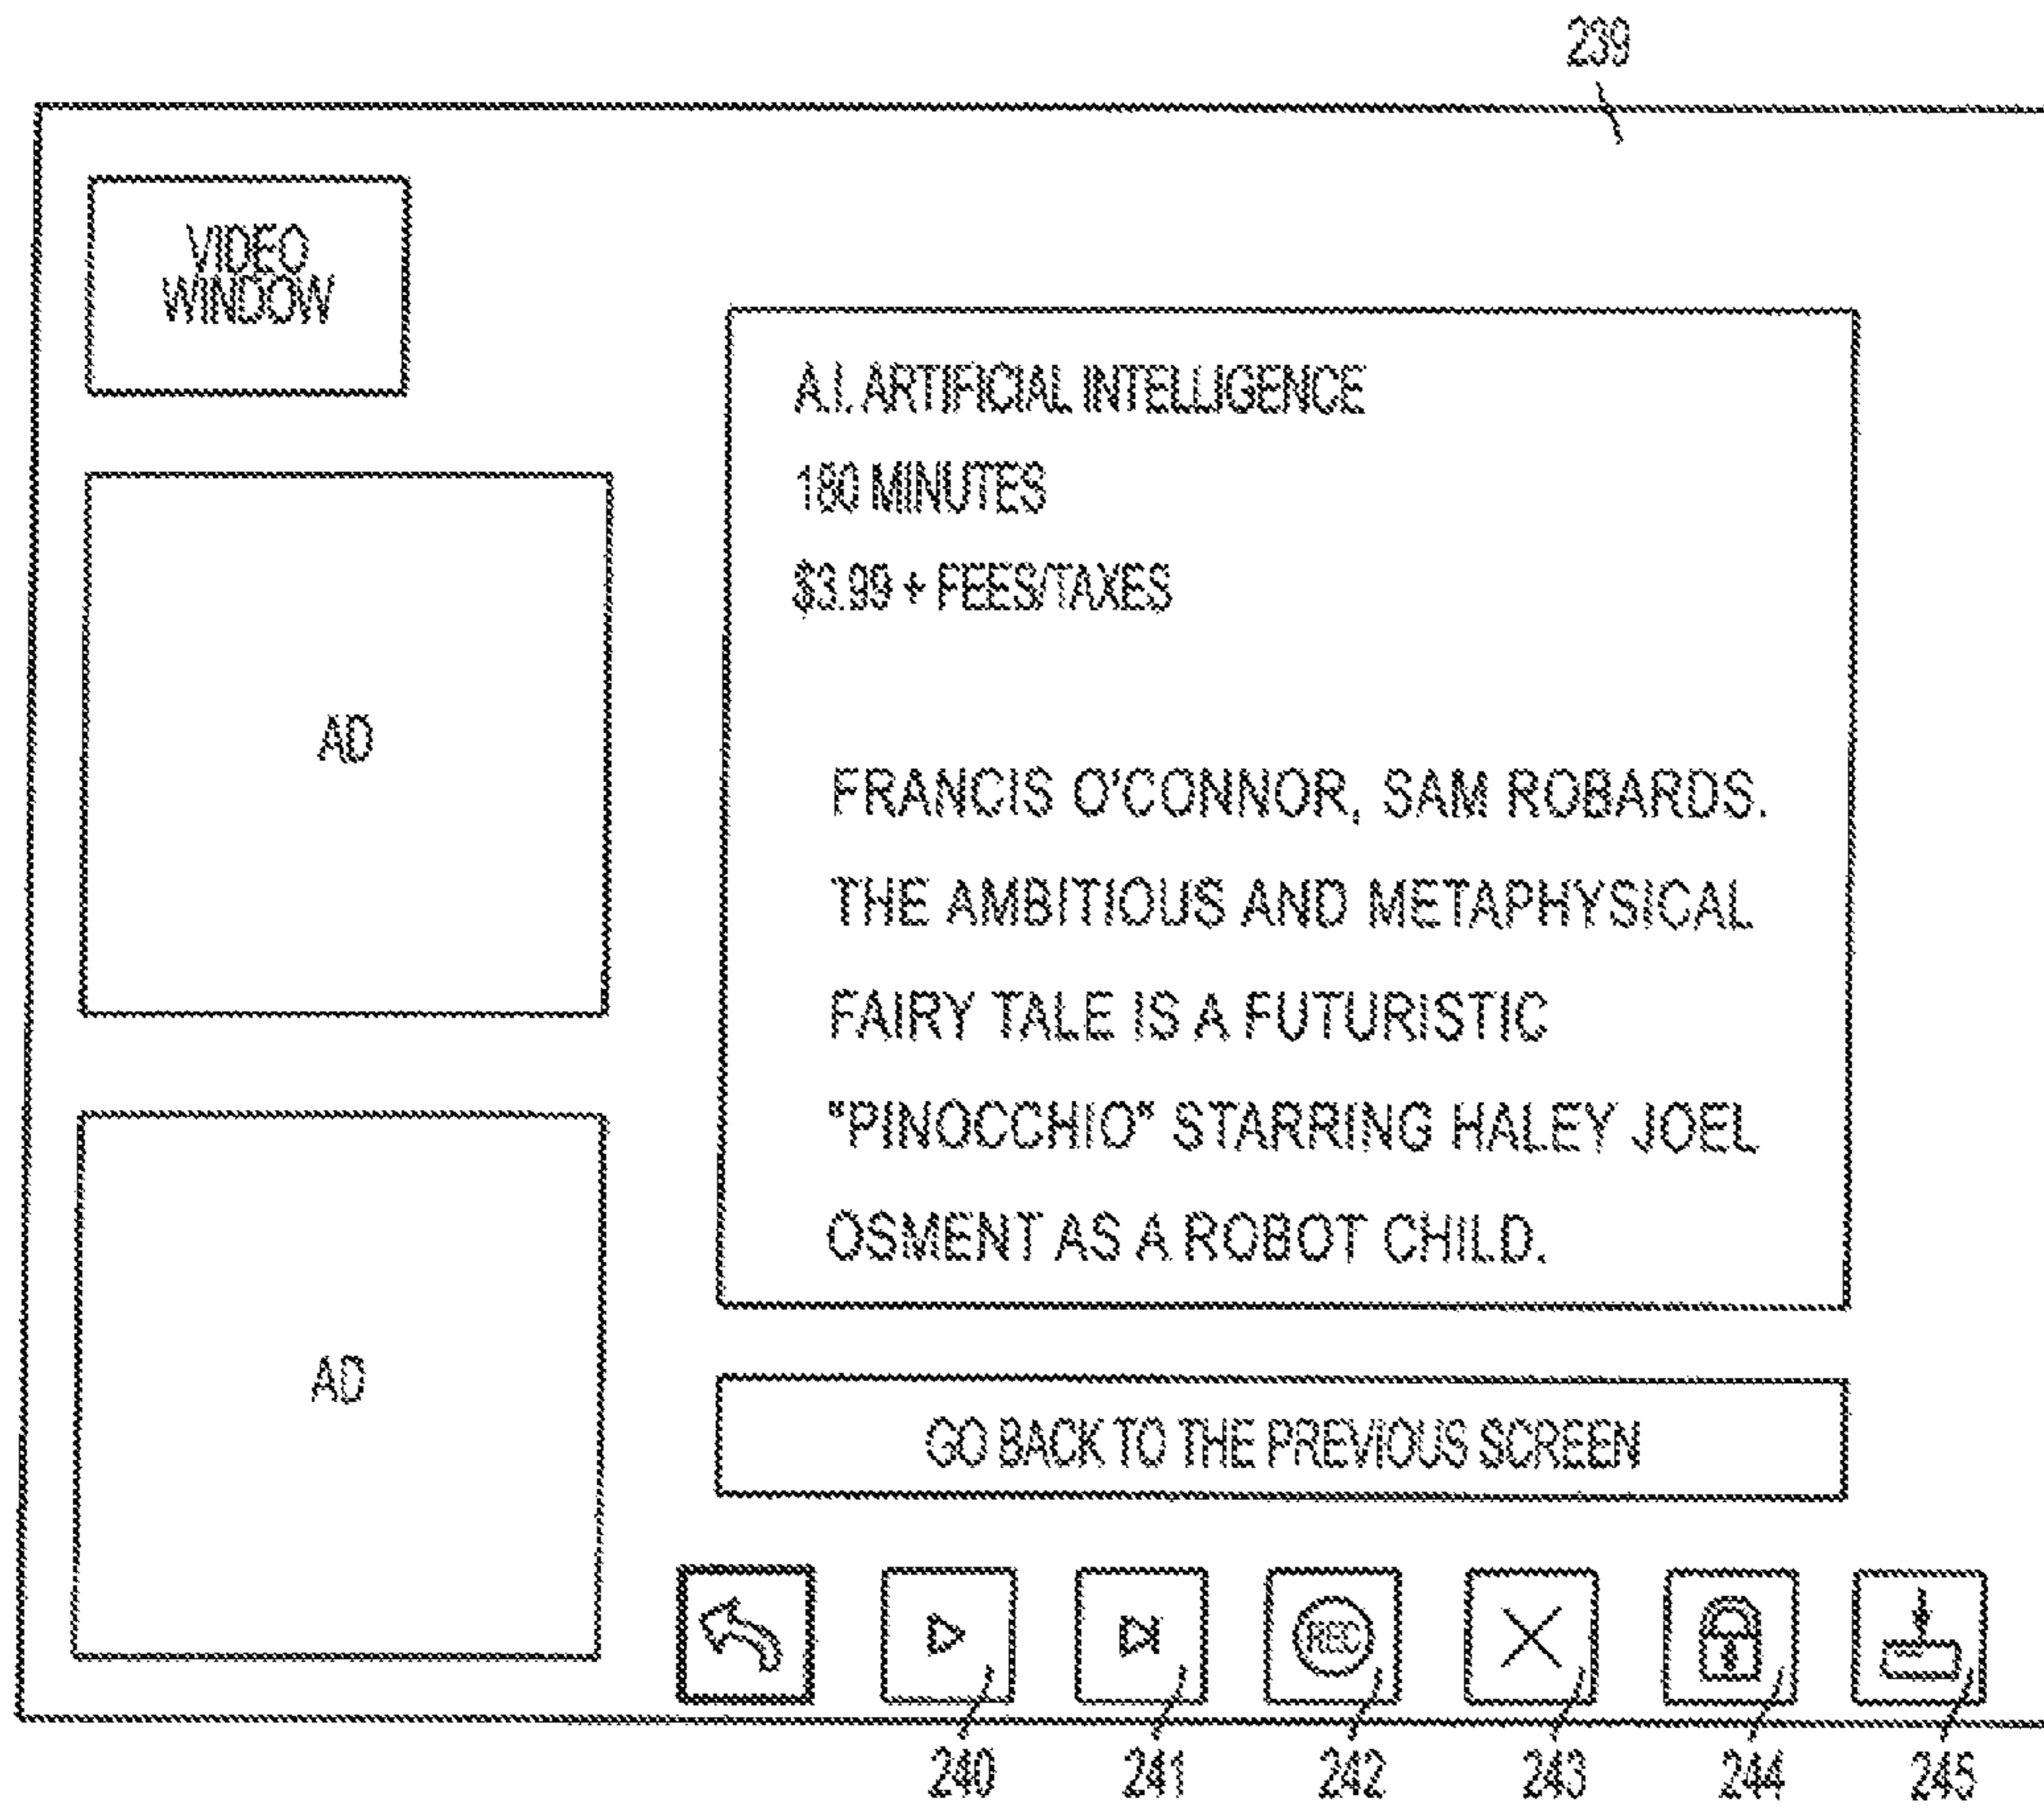 239
VIDEO
WINDOW
A.I. ARTIFICIAL INTELLIGENCE
180 MINUTES
$3.99 + FEES/TAXES
AD
FRANCIS O'CONNOR, SAM ROBARDS.
THE AMBITIOUS AND METAPHYSICAL
FAIRY TALE IS A FUTURISTIC
"PINOCCHIO" STARRING HALEY JOEL
OSMENT AS A ROBOT CHILD.
AD
GO BACK TO THE PREVIOUS SCREEN
REC
240 241 242 243 244 245